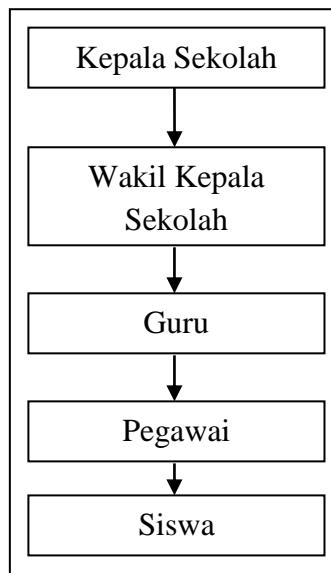 Kepala Sekolah
Wakil Kepala
Sekolah
Guru
Pegawai
Siswa